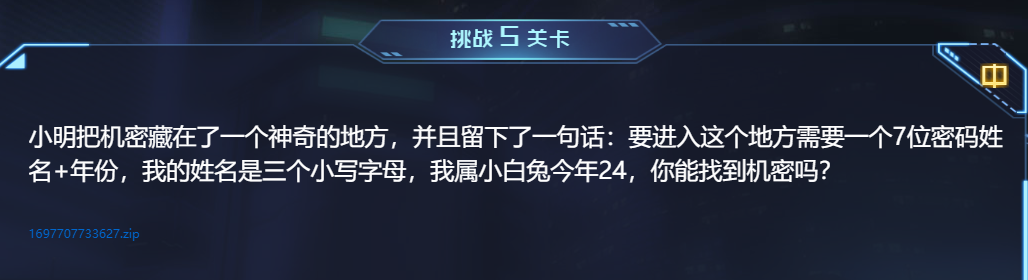 挑战 5 关卡
中
小明把机密藏在了一个神奇的地方，并且留下了一句话：要进入这个地方需要一个7位密码姓
名+年份，我的姓名是三个小写字母，我属小白兔今年24，你能找到机密吗？
1697707733627.zip